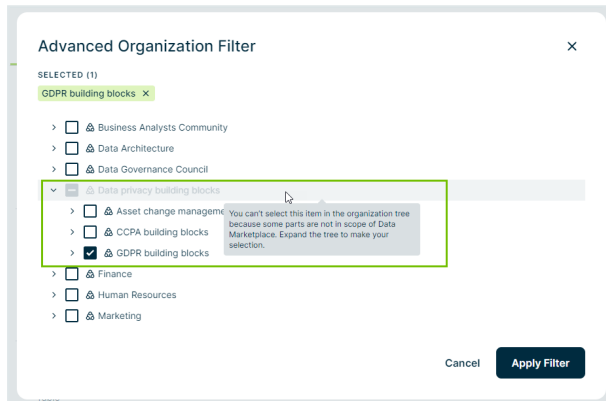 Advanced Organization Filter
SELECTED (1)
GDPR building blocks
Business Analysts Community
Data Architecture
Data Governance Council
Data privacy building blocks
Asset change manageme
You can't select this item in the organization tree
because some parts are not in scope of Data
Marketplace. Expand the tree to make your
selection.
CCPA building blocks
GDPR building blocks
Finance
Human Resources
Marketing
Cancel
Apply Filter